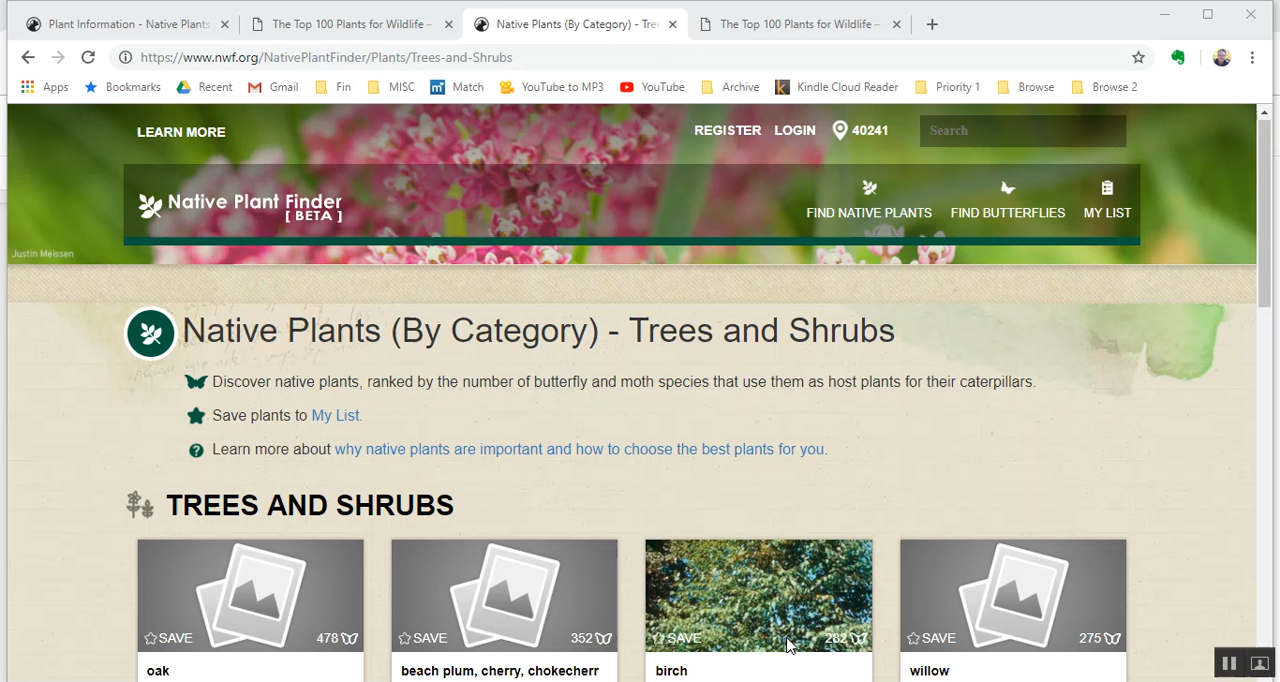 Plant Information - Native Plants
The Top 100 Plants for Wildlife –
Native Plants (By Category) - Tree
The Top 100 Plants for Wildlife –
https://www.nwf.org/NativePlantFinder/Plants/Trees-and-Shrubs
Apps Bookmarks Recent Gmail Fin MISC Match YouTube to MP3 YouTube Archive Kindle Cloud Reader Priority 1 Browse Browse 2
LEARN MORE REGISTER LOGIN 40241 Search
Native Plant Finder
[ BETA ]
FIND NATIVE PLANTS FIND BUTTERFLIES MY LIST
Justin Meissen
Native Plants (By Category) - Trees and Shrubs
Discover native plants, ranked by the number of butterfly and moth species that use them as host plants for their caterpillars.
Save plants to My List.
Learn more about why native plants are important and how to choose the best plants for you.
TREES AND SHRUBS
SAVE 478 SAVE 352 SAVE 282 SAVE 275
oak beach plum, cherry, chokecherr birch willow